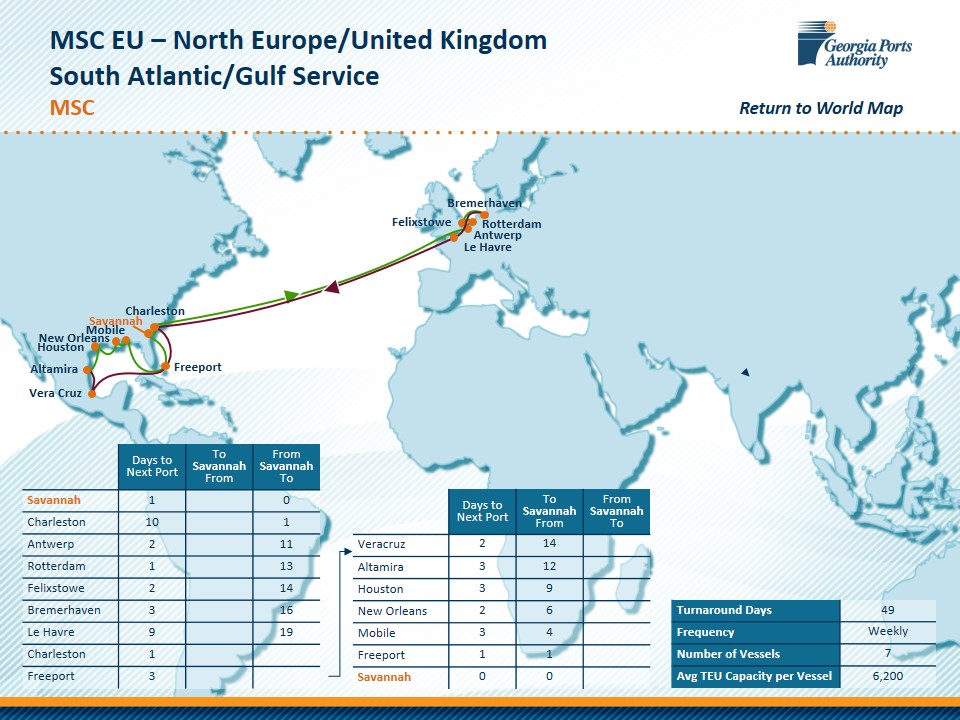 MSC EU – North Europe/United Kingdom
South Atlantic/Gulf Service
MSC
Georgia Ports
Authority
Return to World Map
Bremerhaven
Felixstowe
Rotterdam
Antwerp
Le Havre
Charleston
Savannah
Mobile
New Orleans
Houston
Altamira
Freeport
Vera Cruz
Days to Next Port To Savannah From From Savannah To
Savannah 1 0
Charleston 10 1
Antwerp 2 11
Rotterdam 1 13
Felixstowe 2 14
Bremerhaven 3 16
Le Havre 9 19
Charleston 1
Freeport 3
Days to Next Port To Savannah From From Savannah To
Veracruz 2 14
Altamira 3 12
Houston 3 9
New Orleans 2 6
Mobile 3 4
Freeport 1 1
Savannah 0 0
Turnaround Days 49
Frequency Weekly
Number of Vessels 7
Avg TEU Capacity per Vessel 6,200